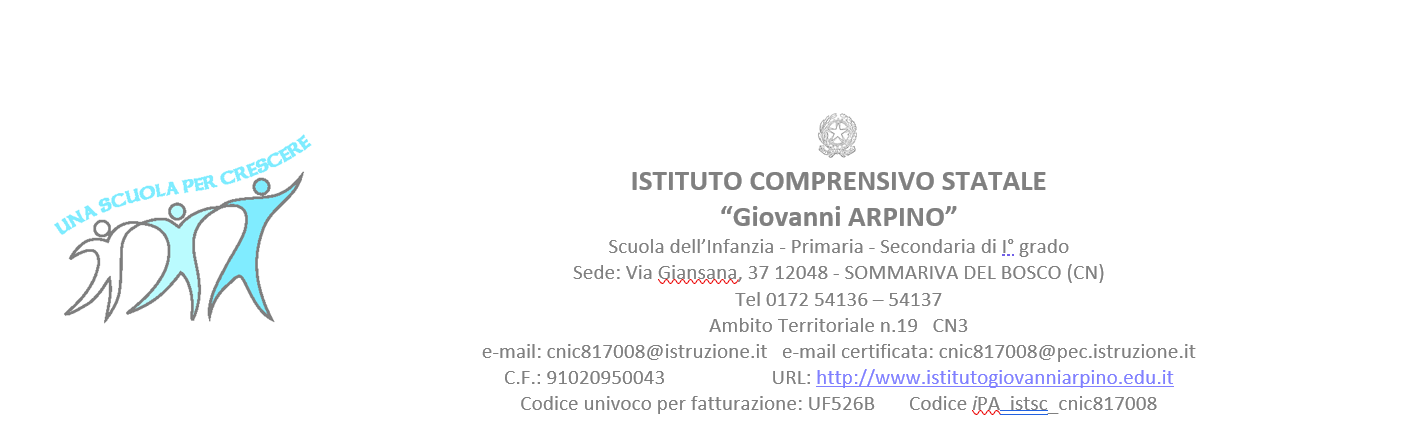 UNA SCUOLA PER CRESCERE
ISTITUTO COMPRENSIVO STATALE
“Giovanni ARPINO”
Scuola dell’Infanzia - Primaria - Secondaria di I° grado
Sede: Via Giansana, 37 12048 - SOMMARIVA DEL BOSCO (CN)
Tel 0172 54136 – 54137
Ambito Territoriale n.19 CN3
e-mail: cnic817008@istruzione.it e-mail certificata: cnic817008@pec.istruzione.it
C.F.: 91020950043 URL: http://www.istitutogiovanniarpino.edu.it
Codice univoco per fatturazione: UF526B Codice iPA_istsc_cnic817008